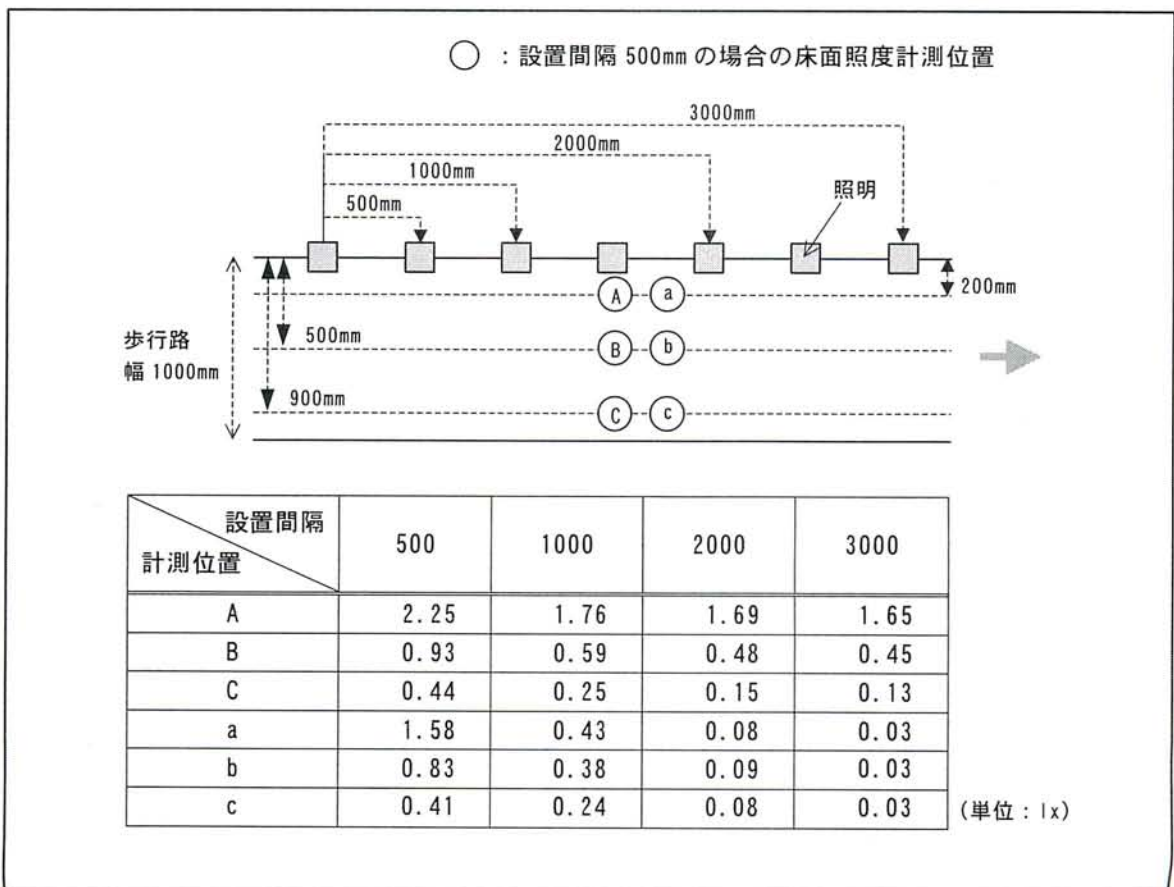 ○ : 設置間隔 500mm の場合の床面照度計測位置
3000mm
2000mm
1000mm
500mm
照明
A a
200mm
歩行路
幅 1000mm
500mm
B b
900mm
C c
設置間隔
計測位置
500 1000 2000 3000
A 2.25 1.76 1.69 1.65
B 0.93 0.59 0.48 0.45
C 0.44 0.25 0.15 0.13
a 1.58 0.43 0.08 0.03
b 0.83 0.38 0.09 0.03
c 0.41 0.24 0.08 0.03
(単位:lx)